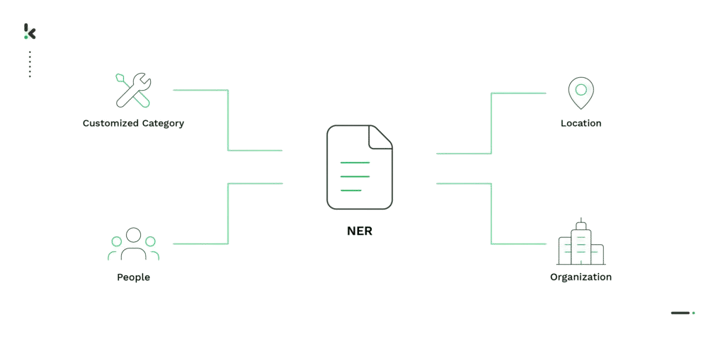 Customized Category
Location
NER
People
Organization